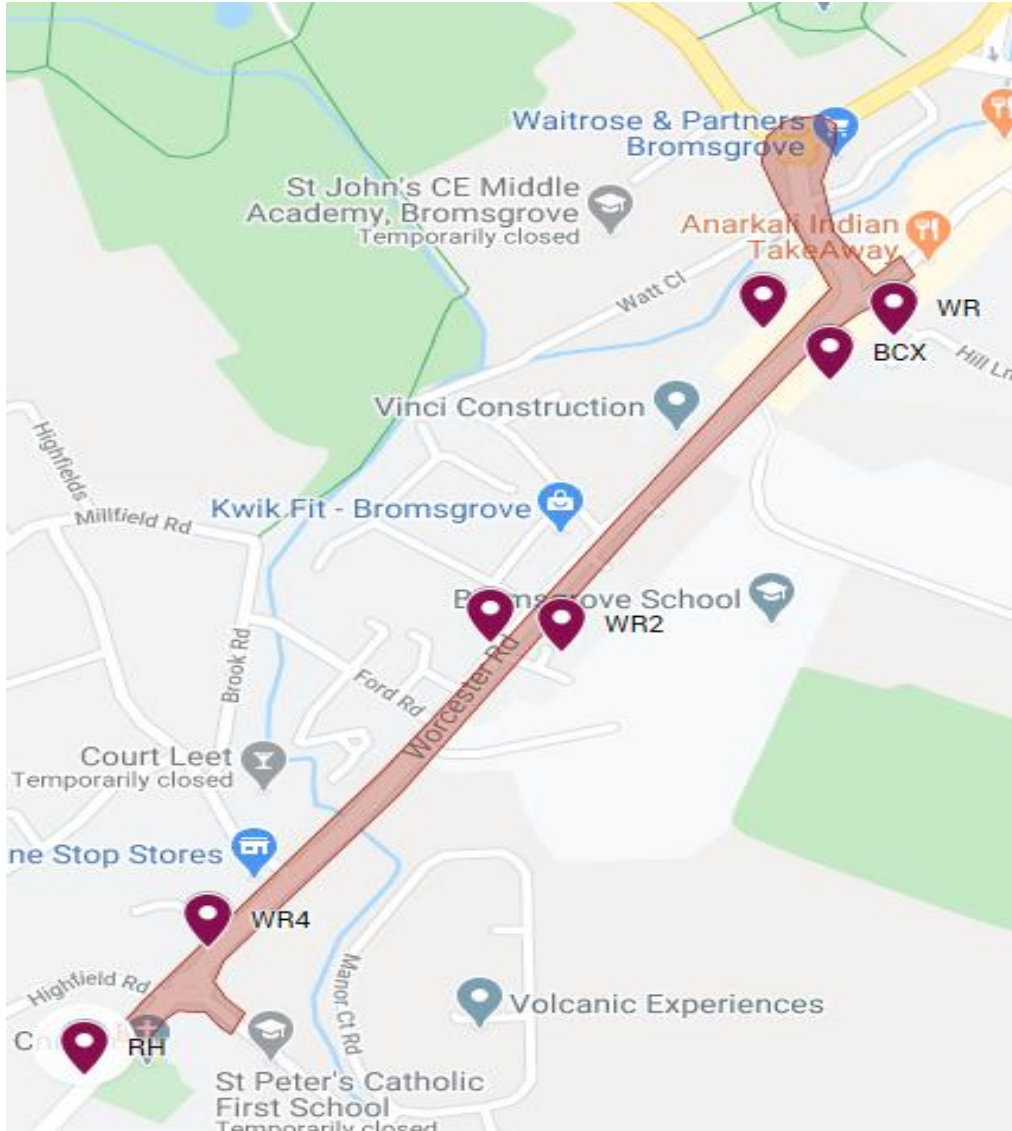 Waitrose & Partners
Bromsgrove
St John's CE Middle
Academy, Bromsgrove
Temporarily closed
Anarkali Indian
TakeAway
Watt Cl
WR
BCX
Hill Ln
Vinci Construction
Highfields
Millfield Rd
Kwik Fit - Bromsgrove
Bromsgrove School
WR2
Brook Rd
Ford Rd
Worcester Rd
Court Leet
Temporarily closed
ne Stop Stores
WR4
Highfield Rd
Manor Ct Rd
Volcanic Experiences
RH
St Peter's Catholic
First School
Temporarily closed